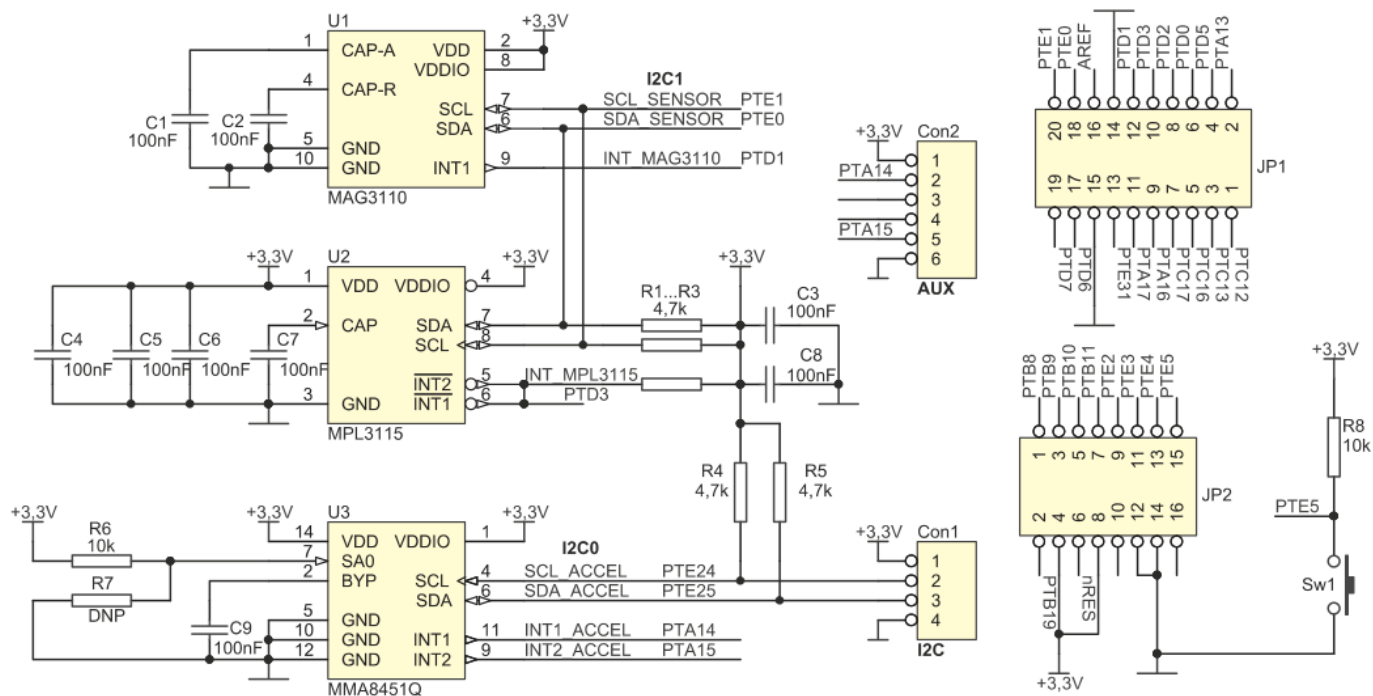 U1
+3,3V
1 CAP-A VDD 2
VDDIO 8
4 CAP-R
C1
100nF
C2
100nF
SCL 7
SDA 6
5 GND
10 GND INT1 9
MAG3110
I2C1
SCL_SENSOR PTE1
SDA_SENSOR PTE0
INT_MAG3110 PTD1
+3,3V
U2
+3,3V
1 VDD VDDIO 4
2 CAP SDA 7
SCL 8
INT2 5
3 GND INT1 6
MPL3115
C4
100nF
C5
100nF
C6
100nF
C7
100nF
+3,3V
R1...R3
4,7k
C3
100nF
C8
100nF
INT_MPL3115
PTD3
R4
4,7k
R5
4,7k
+3,3V
R6
10k
R7
DNP
C9
100nF
+3,3V
U3
+3,3V
14 VDD VDDIO 1
7 SA0
2 BYP SCL 4
SDA 6
5 GND
10 GND INT1 11
12 GND INT2 9
MMA8451Q
I2C0
SCL_ACCEL PTE24
SDA_ACCEL PTE25
INT1_ACCEL PTA14
INT2_ACCEL PTA15
Con2
+3,3V
1
PTA14 2
3
4
PTA15 5
6
AUX
+3,3V
Con1
1
2
3
4
I2C
PTE1
PTE0
AREF
PTD1
PTD3
PTD2
PTD0
PTD5
PTA13
20 18 16 14 12 10 8 6 4 2
19 17 15 13 11 9 7 5 3 1
JP1
PTD7
PTD6
PTE31
PTA17
PTA16
PTC17
PTC16
PTC13
PTC12
PTB8
PTB9
PTB10
PTB11
PTE2
PTE3
PTE4
PTE5
1 3 5 7 9 11 13 15
2 4 6 8 10 12 14 16
JP2
PTB19
nRES
+3,3V
+3,3V
R8
10k
PTE5
Sw1